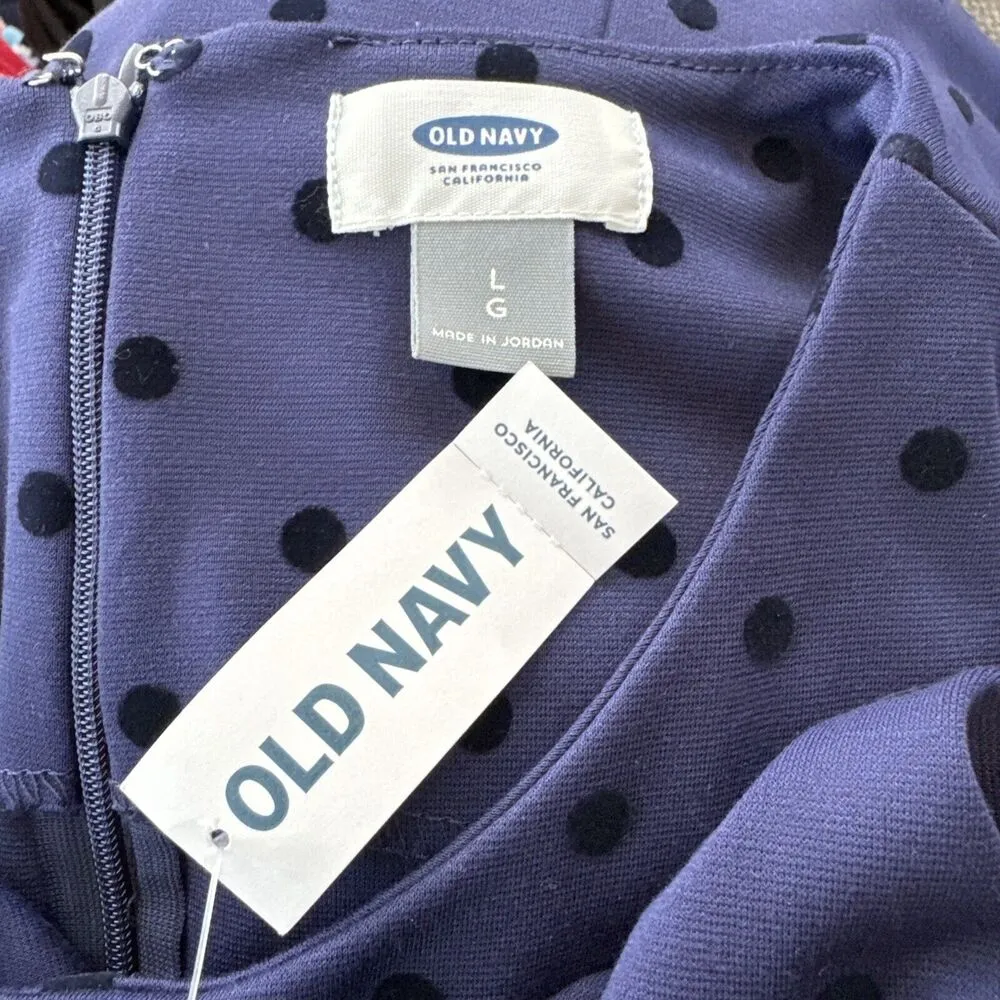 OLD NAVY
SAN FRANCISCO
CALIFORNIA
L
G
MADE IN JORDAN
SAN FRANCISCO
CALIFORNIA
OLD NAVY